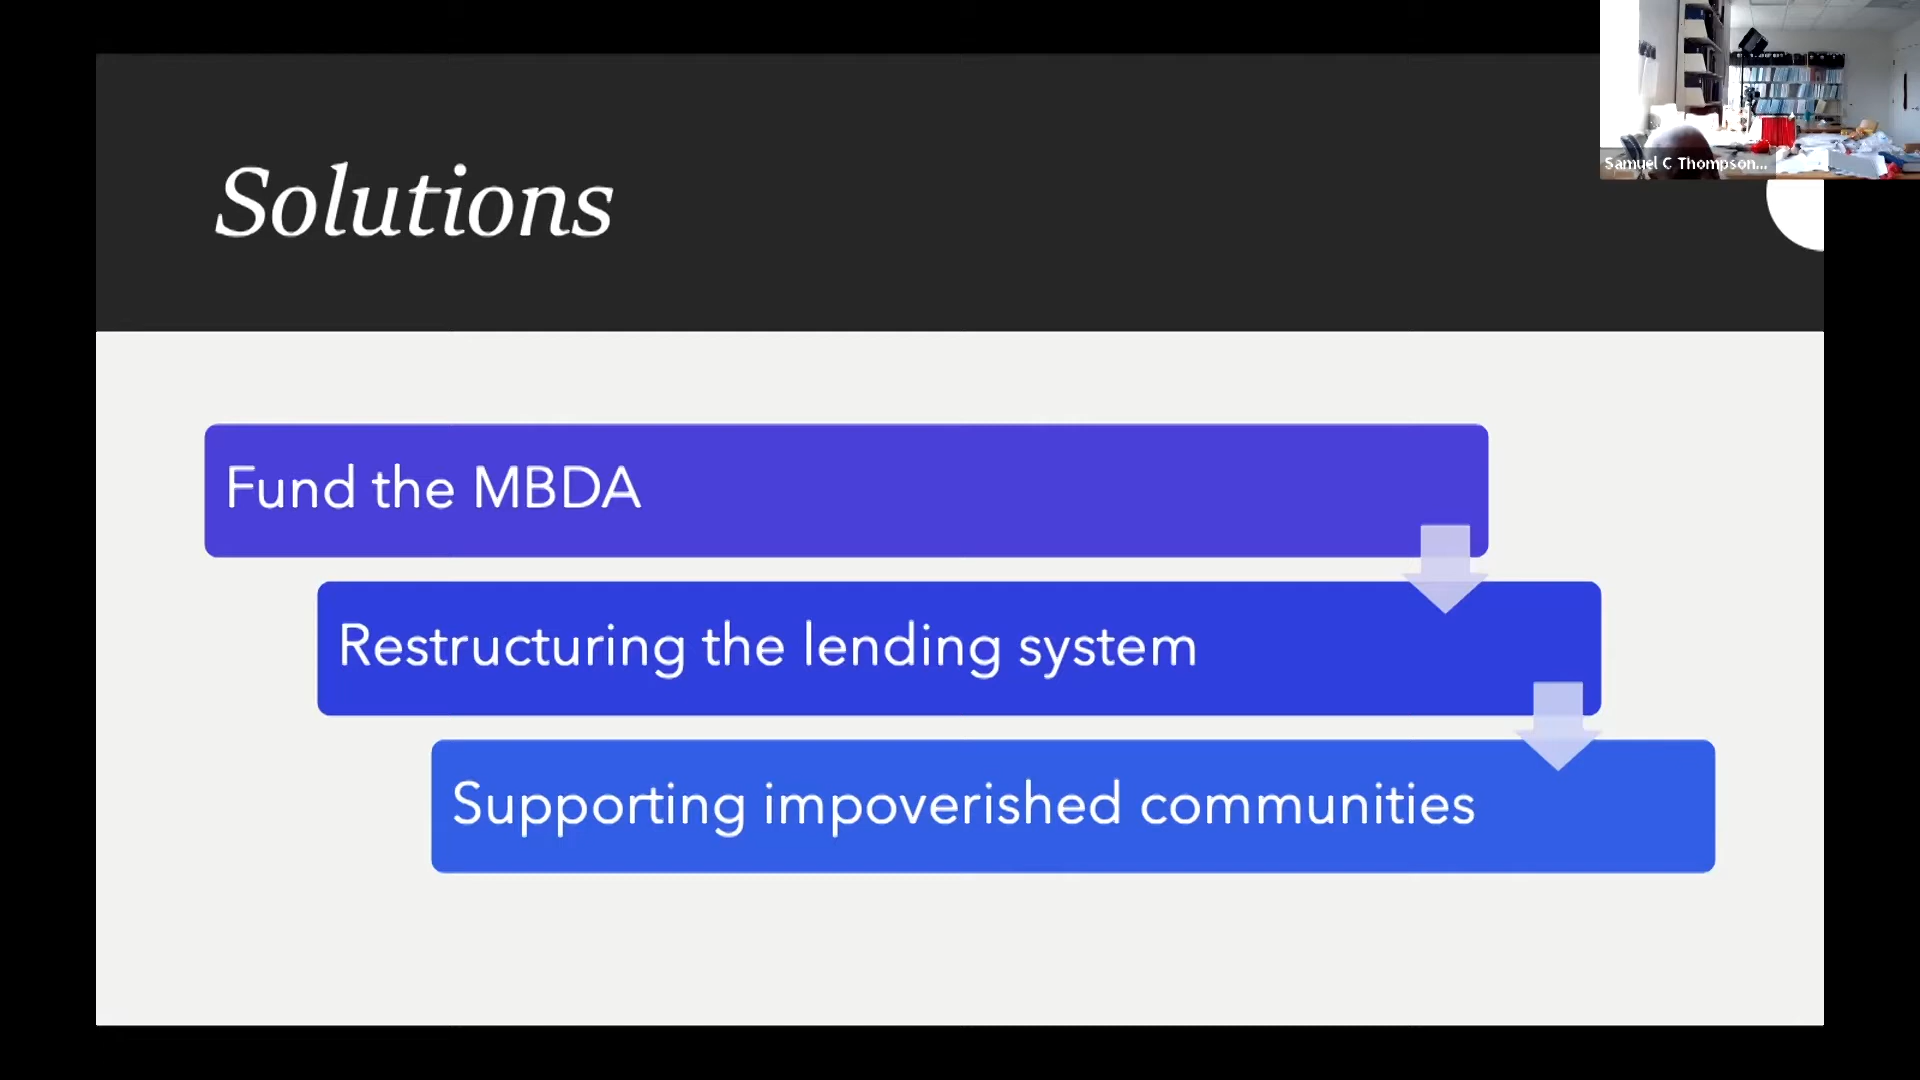 Samuel C Thompson...
Solutions
Fund the MBDA
Restructuring the lending system
Supporting impoverished communities